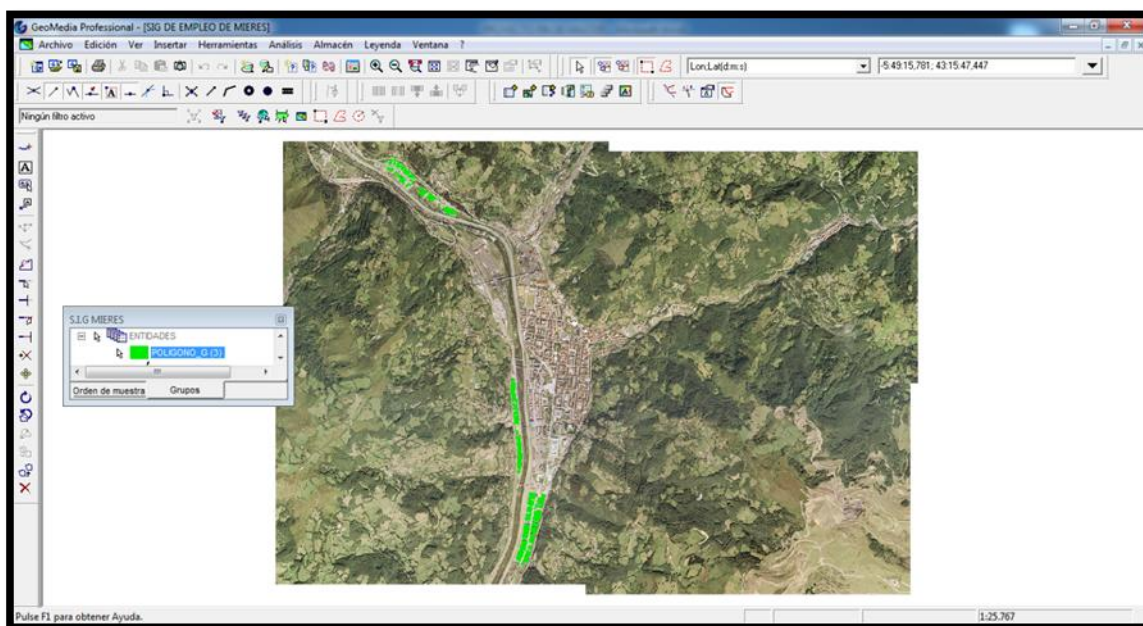 GeoMedia Professional - [SIG DE EMPLEO DE MIERES]
Archivo Edición Ver Insertar Herramientas Análisis Almacén Leyenda Ventana ?
Lon,Lat(d:m:s) -5:49:15,781; 43:15:47,447
Ningún filtro activo
S.I.G MIERES
ENTIDADES
POLIGONO_G (3)
Orden de muestra Grupos
Pulse F1 para obtener Ayuda. 1:25.767